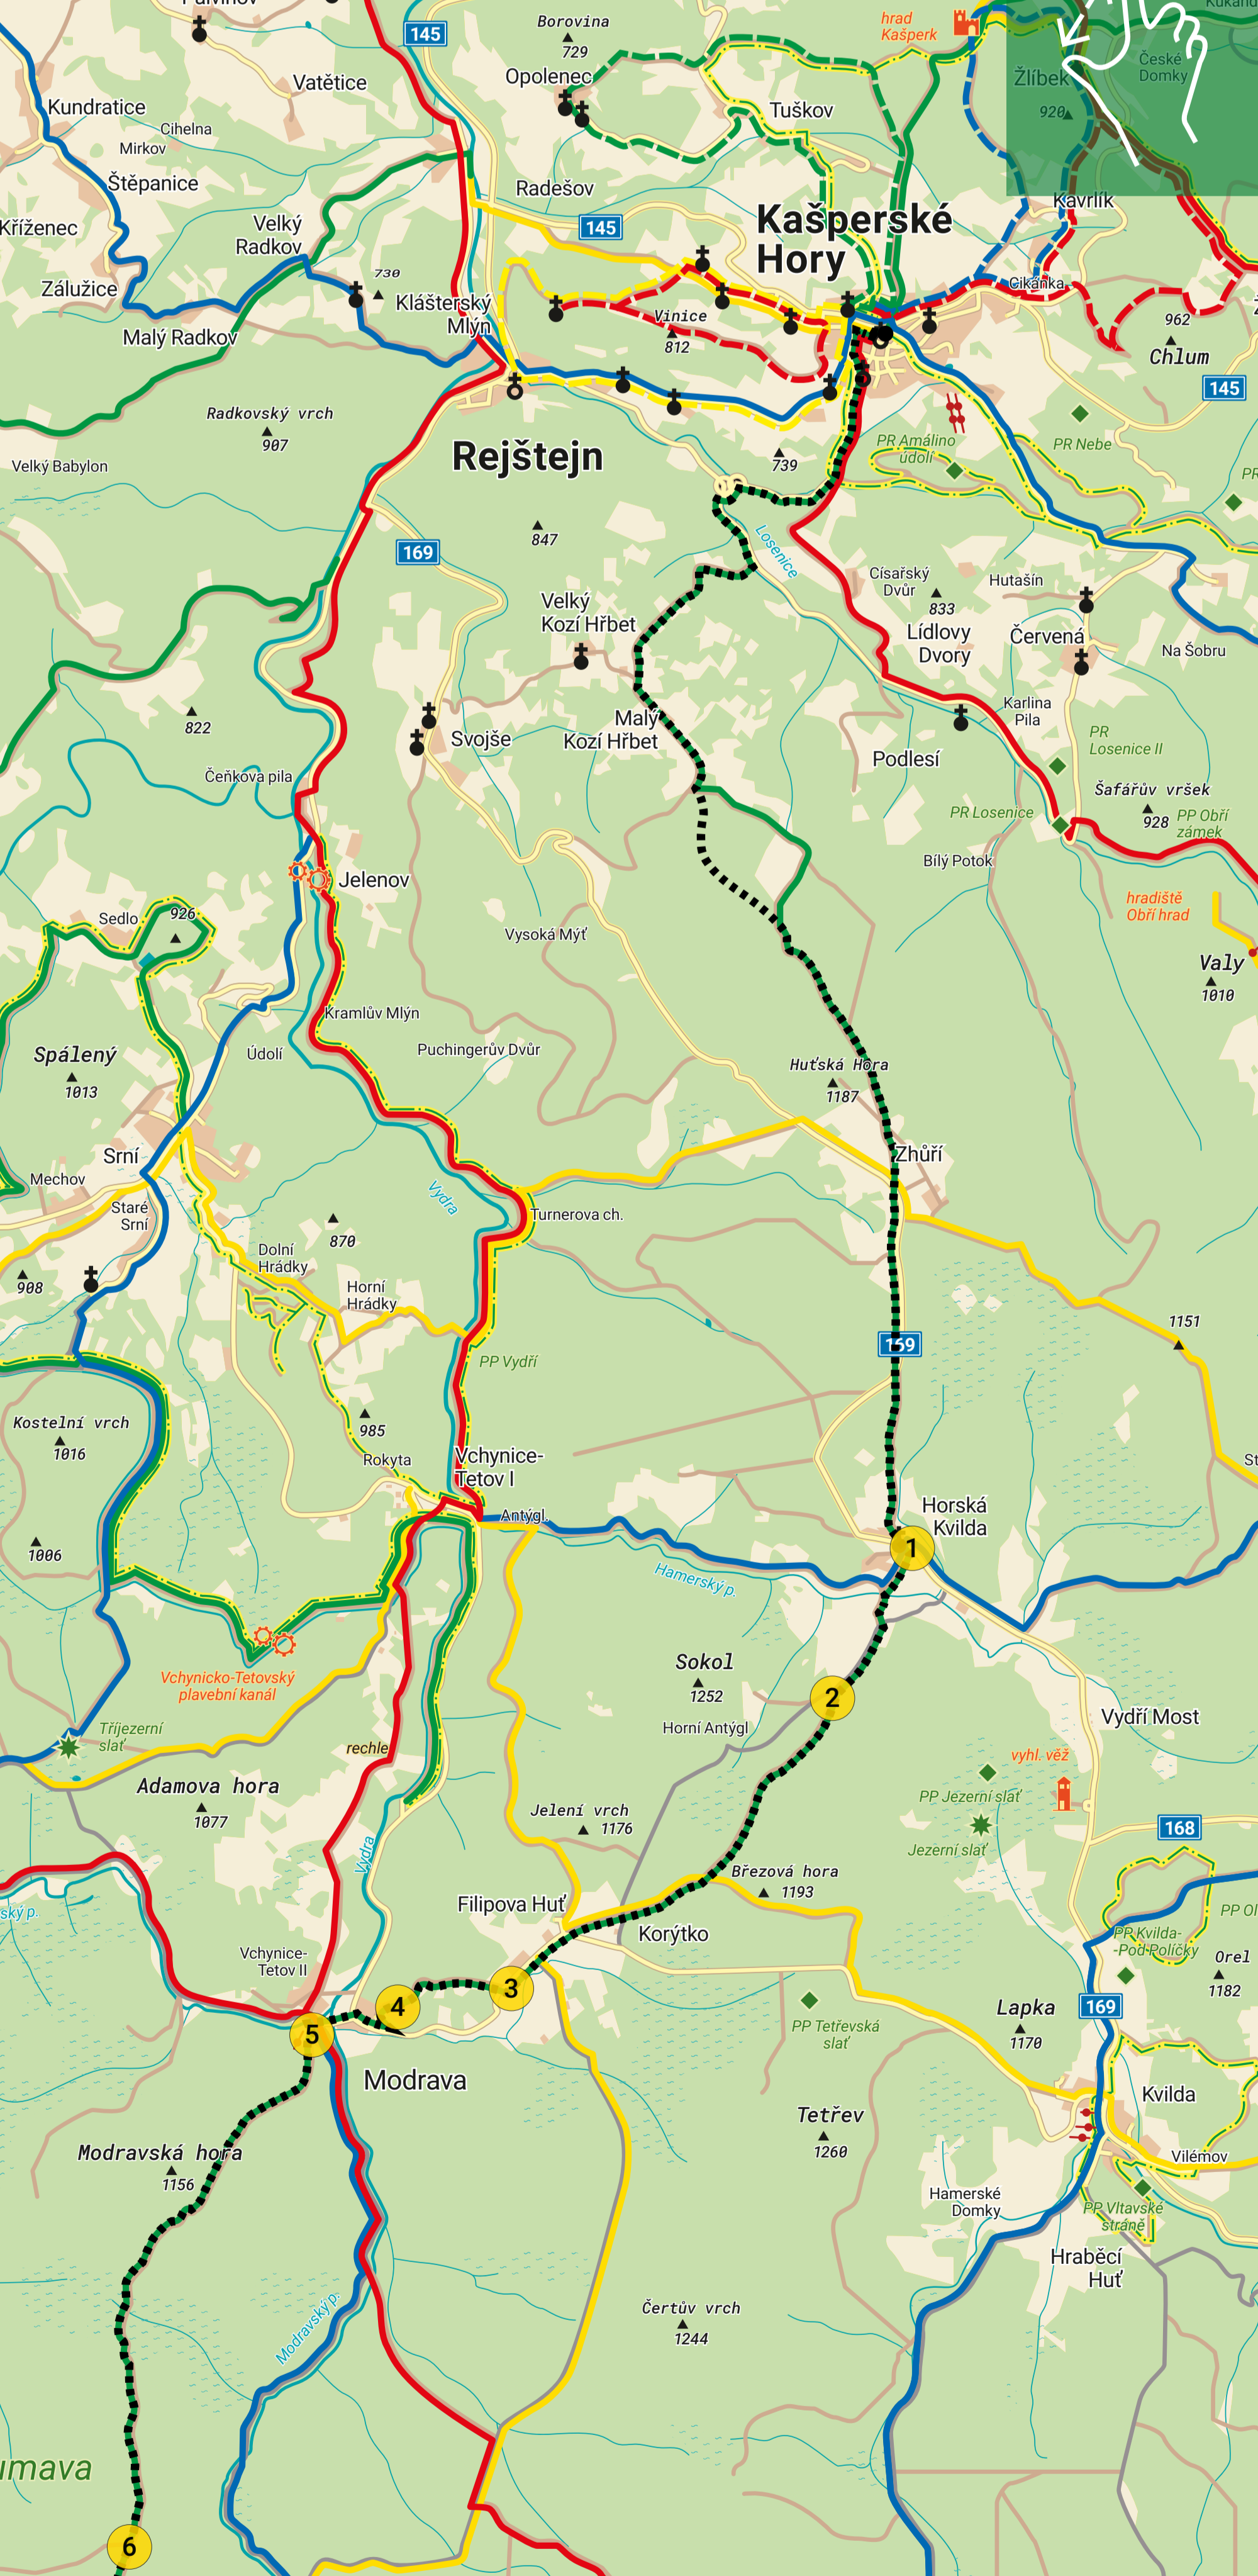 145
Borovina
729
hrad
Kašperk
Opolenec
Vatětice
Žlíbek
České
Domky
920
Kundratice
Cihelna
Mirkov
Tuškov
Štěpanice
Radešov
Kavrlík
Kříženec
Velký
Radkov
145
Kašperské
Hory
730
Zálužice
Klášterský
Mlýn
Cikánka
Vinice
812
962
Chlum
Malý Radkov
145
Radkovský vrch
907
PR Amálino
údolí
PR Nebe
Velký Babylon
Rejštejn
739
PR
847
169
Losenice
Císařský
Dvůr
833
Hutašín
Velký
Kozí Hřbet
Lídlovy
Dvory
Červená
Na Šobru
822
Malý
Kozí Hřbet
Svojše
Karlina
Pila
PR
Losenice II
Podlesí
Čeňkova pila
Šafářův vršek
928
PR Losenice
PP Obří
zámek
Bílý Potok
Jelenov
hradiště
Obří hrad
Sedlo
926
Vysoká Mýť
Valy
1010
Kramlův Mlýn
Spálený
1013
Údolí
Puchingerův Dvůr
Huťská Hora
1187
Srní
Zhůří
Mechov
Staré
Srní
Vydra
Turnerova ch.
870
Dolní
Hrádky
908
Horní
Hrádky
1151
169
PP Vydří
Kostelní vrch
1016
985
Rokyta
Vchynice-
Tetov I
St
Antýgl.
Horská
Kvilda
1
1006
Hamerský p.
Sokol
1252
Vchynicko-Tetovský
plavební kanál
2
Horní Antýgl
Vydří Most
Tříjezerní
slať
rechle
vyhl. věž
Adamova hora
1077
PP Jezerní slať
Jelení vrch
1176
168
Jezerní slať
Vydra
Březová hora
1193
Filipova Huť
ský p.
Korýtko
PP Ol
PP Kvilda-
-Pod Políčky
Vchynice-
Tetov II
Orel
1182
3
4
Lapka
1170
169
5
PP Tetřevská
slať
Modrava
Kvilda
Tetřev
1260
Modravská hora
1156
Vilémov
Hamerské
Domky
PP Vltavské
stráně
Hraběcí
Huť
Modravský p.
Čertův vrch
1244
umava
6